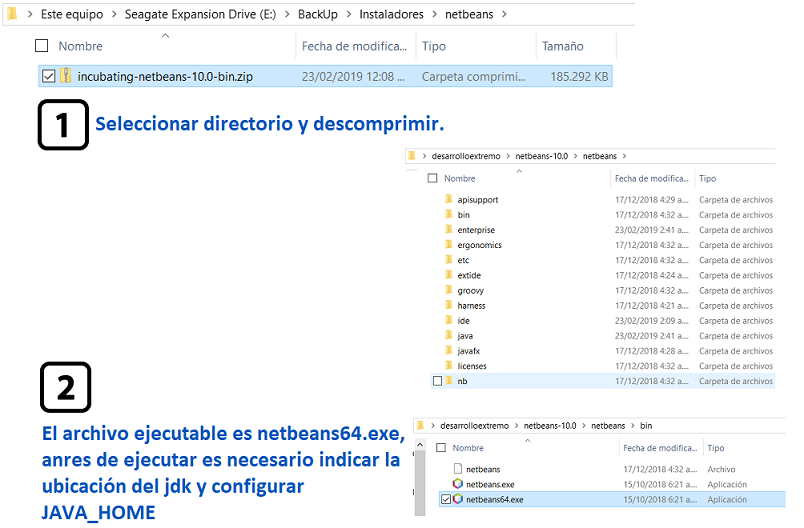 Este equipo > Seagate Expansion Drive (E:) > BackUp > Instaladores > netbeans >
Nombre Fecha de modifica... Tipo Tamaño
incubating-netbeans-10.0-bin.zip 23/02/2019 12:08 ... Carpeta comprimi... 185.292 KB
1 Seleccionar directorio y descomprimir.
> desarrolloextremo > netbeans-10.0 > netbeans >
Nombre Fecha de modifica... Tipo
apisupport 17/12/2018 4:29 a... Carpeta de archivos
bin 17/12/2018 4:32 a... Carpeta de archivos
enterprise 23/02/2019 2:41 a... Carpeta de archivos
ergonomics 17/12/2018 4:32 a... Carpeta de archivos
etc 17/12/2018 4:32 a... Carpeta de archivos
extide 17/12/2018 4:24 a... Carpeta de archivos
groovy 17/12/2018 4:32 a... Carpeta de archivos
harness 17/12/2018 4:21 a... Carpeta de archivos
ide 23/02/2019 2:09 a... Carpeta de archivos
java 23/02/2019 2:41 a... Carpeta de archivos
javafx 17/12/2018 4:28 a... Carpeta de archivos
licenses 17/12/2018 4:32 a... Carpeta de archivos
nb 17/12/2018 4:32 a... Carpeta de archivos
2
El archivo ejecutable es netbeans64.exe,
anres de ejecutar es necesario indicar la
ubicación del jdk y configurar
JAVA_HOME
> desarrolloextremo > netbeans-10.0 > netbeans > bin
Nombre Fecha de modifica... Tipo
netbeans 17/12/2018 4:32 a... Archivo
netbeans.exe 15/10/2018 6:21 a... Aplicación
netbeans64.exe 15/10/2018 6:21 a... Aplicación